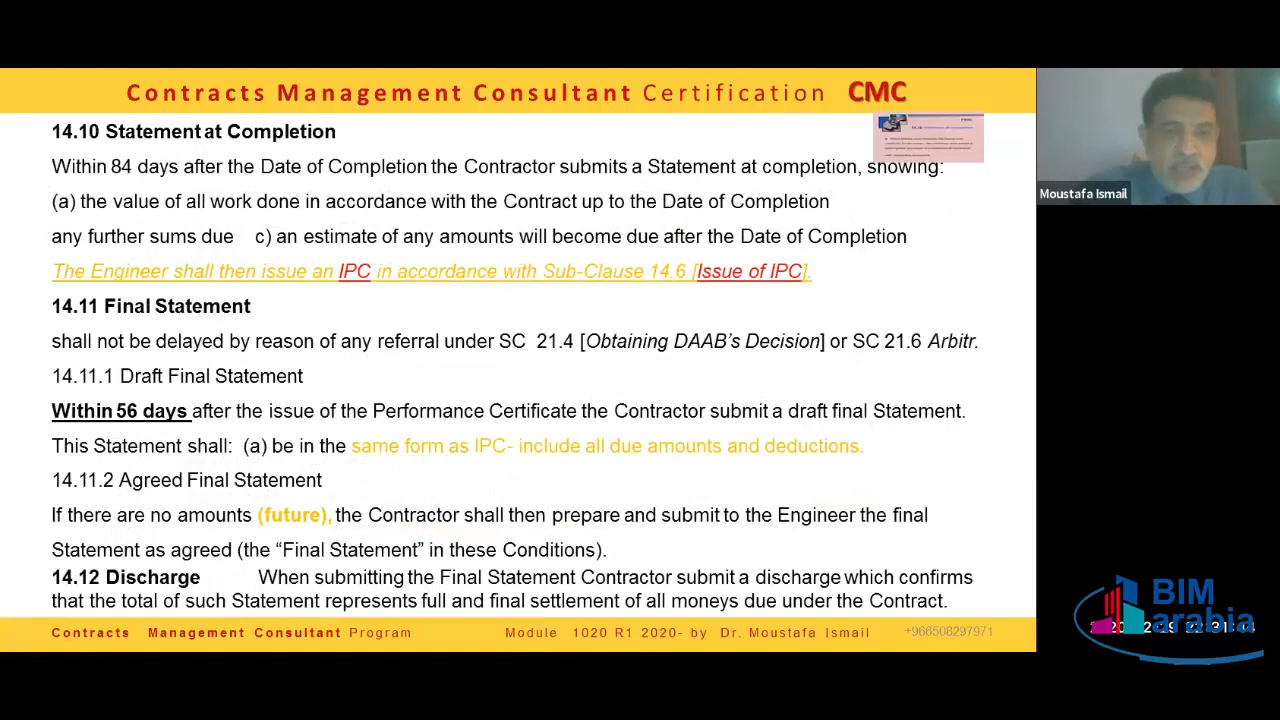 Contracts Management Consultant Certification CMC
14.10 Statement at Completion
Within 84 days after the Date of Completion the Contractor submits a Statement at completion, showing:
(a) the value of all work done in accordance with the Contract up to the Date of Completion
any further sums due c) an estimate of any amounts will become due after the Date of Completion
The Engineer shall then issue an IPC in accordance with Sub-Clause 14.6 [Issue of IPC].
14.11 Final Statement
shall not be delayed by reason of any referral under SC 21.4 [Obtaining DAAB's Decision] or SC 21.6 Arbitr.
14.11.1 Draft Final Statement
Within 56 days after the issue of the Performance Certificate the Contractor submit a draft final Statement.
This Statement shall: (a) be in the same form as IPC- include all due amounts and deductions.
14.11.2 Agreed Final Statement
If there are no amounts (future), the Contractor shall then prepare and submit to the Engineer the final
Statement as agreed (the “Final Statement” in these Conditions).
14.12 Discharge When submitting the Final Statement Contractor submit a discharge which confirms
that the total of such Statement represents full and final settlement of all moneys due under the Contract.
Contracts Management Consultant Program Module 1020 R1 2020- by Dr. Moustafa Ismail +966508297971
Moustafa Ismail
BIM
arabia